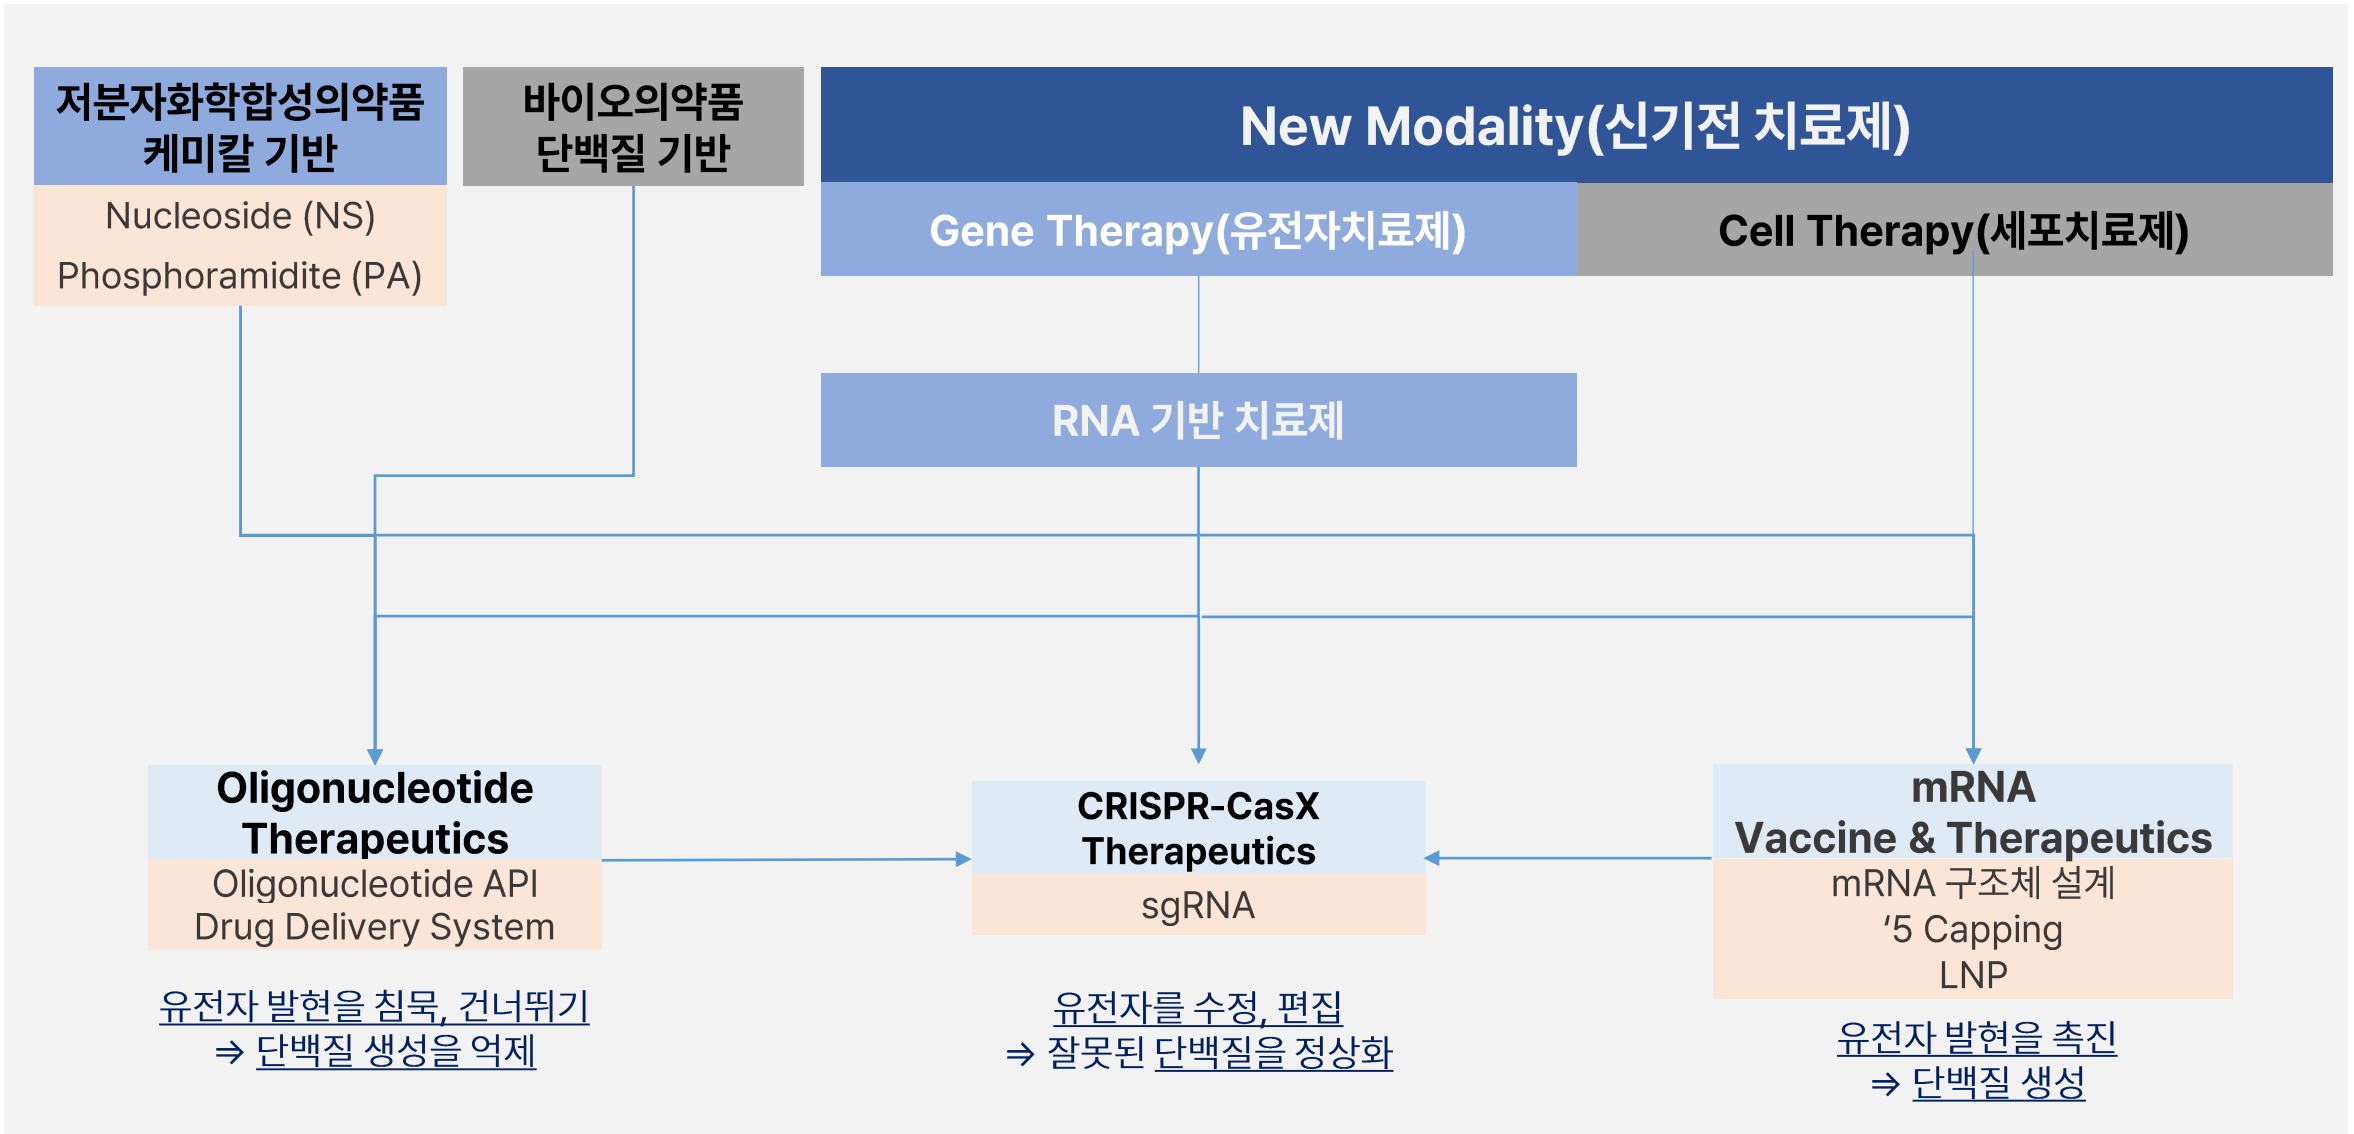 저분자화학합성의약품
케미칼 기반
Nucleoside (NS)
Phosphoramidite (PA)
바이오의약품
단백질 기반
New Modality(신기전 치료제)
Gene Therapy(유전자치료제)
Cell Therapy(세포치료제)
RNA 기반 치료제
Oligonucleotide
Therapeutics
Oligonucleotide API
Drug Delivery System
유전자 발현을 침묵, 건너뛰기
⇒ 단백질 생성을 억제
CRISPR-CasX
Therapeutics
sgRNA
유전자를 수정, 편집
⇒ 잘못된 단백질을 정상화
mRNA
Vaccine & Therapeutics
mRNA 구조체 설계
‘5 Capping
LNP
유전자 발현을 촉진
⇒ 단백질 생성